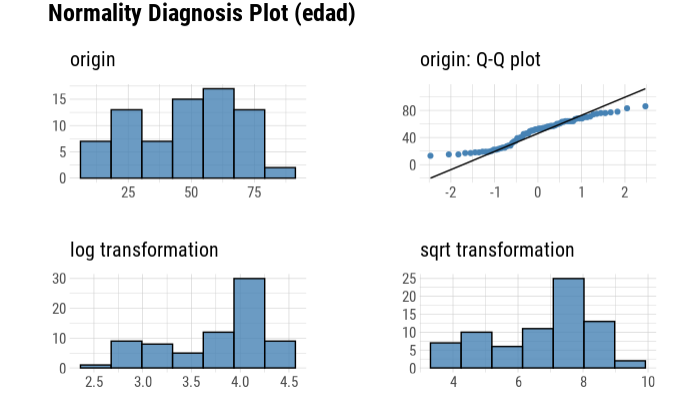 Normality Diagnosis Plot (edad)
origin
15
10
5
0
25 50 75
origin: Q-Q plot
80
40
0
-2 -1 0 1 2
log transformation
30
20
10
0
2.5 3.0 3.5 4.0 4.5
sqrt transformation
25
20
15
10
5
0
4 6 8 10